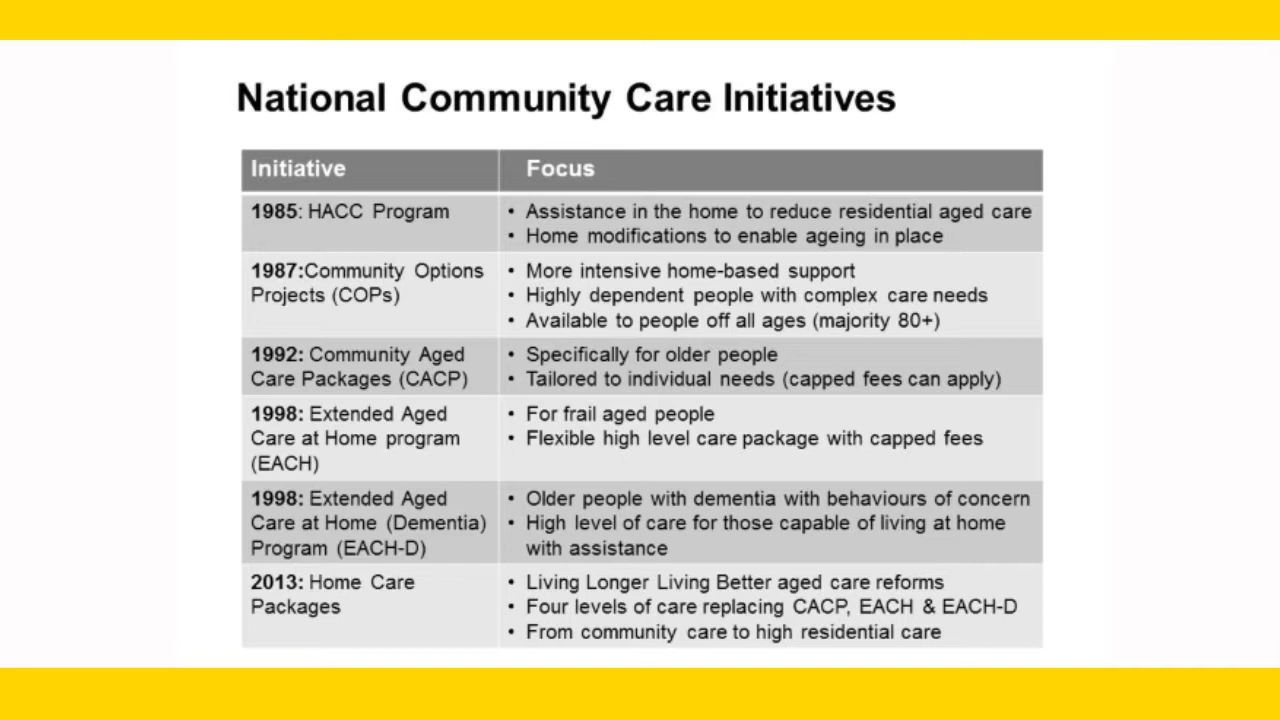 National Community Care Initiatives
Initiative
Focus
1985: HACC Program
• Assistance in the home to reduce residential aged care
• Home modifications to enable ageing in place
1987:Community Options
Projects (COPs)
• More intensive home-based support
• Highly dependent people with complex care needs
• Available to people off all ages (majority 80+)
1992: Community Aged
Care Packages (CACP)
• Specifically for older people
• Tailored to individual needs (capped fees can apply)
1998: Extended Aged
Care at Home program
(EACH)
• For frail aged people
• Flexible high level care package with capped fees
1998: Extended Aged
Care at Home (Dementia)
Program (EACH-D)
• Older people with dementia with behaviours of concern
• High level of care for those capable of living at home
with assistance
2013: Home Care
Packages
• Living Longer Living Better aged care reforms
• Four levels of care replacing CACP, EACH & EACH-D
• From community care to high residential care